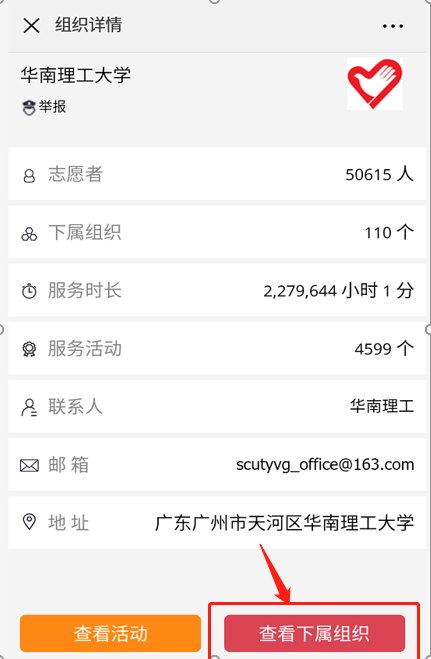 组织详情
华南理工大学
举报
志愿者 50615 人
下属组织 110 个
服务时长 2,279,644 小时 1 分
服务活动 4599 个
联系人 华南理工
邮 箱 scutyvg_office@163.com
地 址 广东广州市天河区华南理工大学
查看活动 查看下属组织